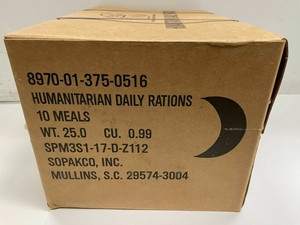 8970-01-375-0516
HUMANITARIAN DAILY RATIONS
10 MEALS
WT. 25.0 CU. 0.99
SPM3S1-17-D-Z112
SOPAKCO, INC.
MULLINS, S.C. 29574-3004